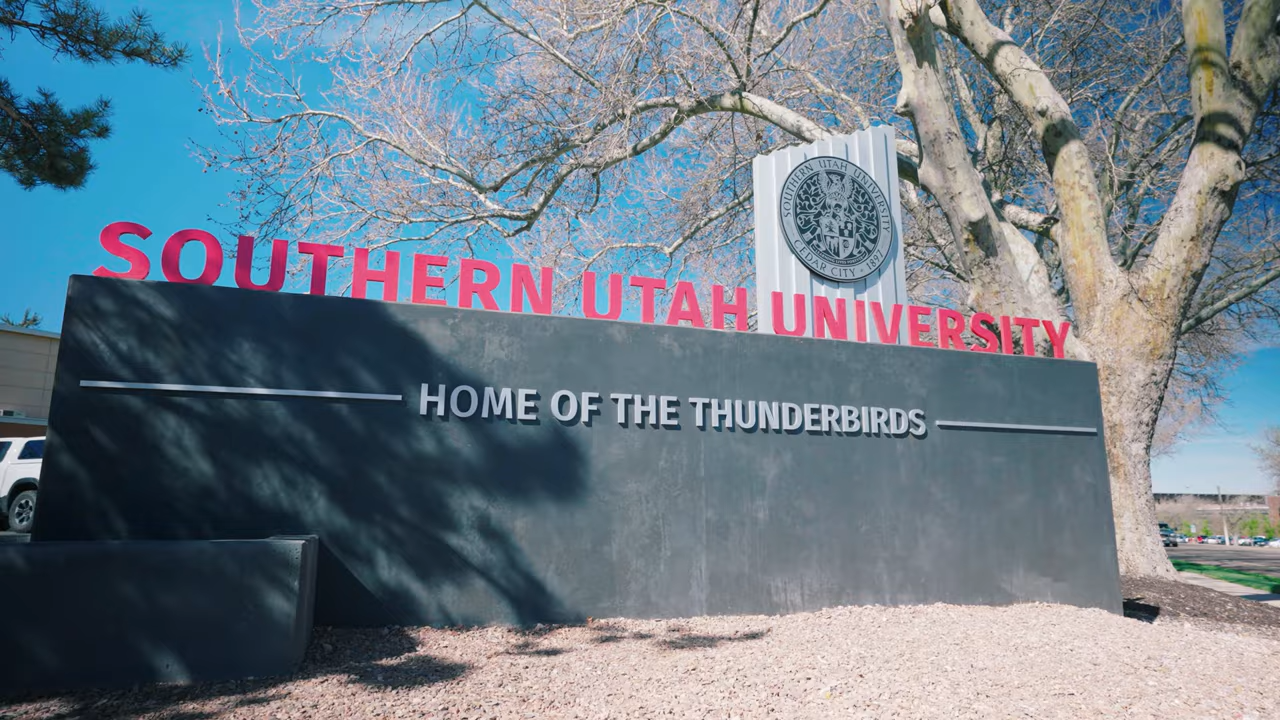 SOUTHERN UTAH UNIVERSITY
CEDAR CITY • 1897
SOUTHERN UTAH UNIVERSITY
HOME OF THE THUNDERBIRDS